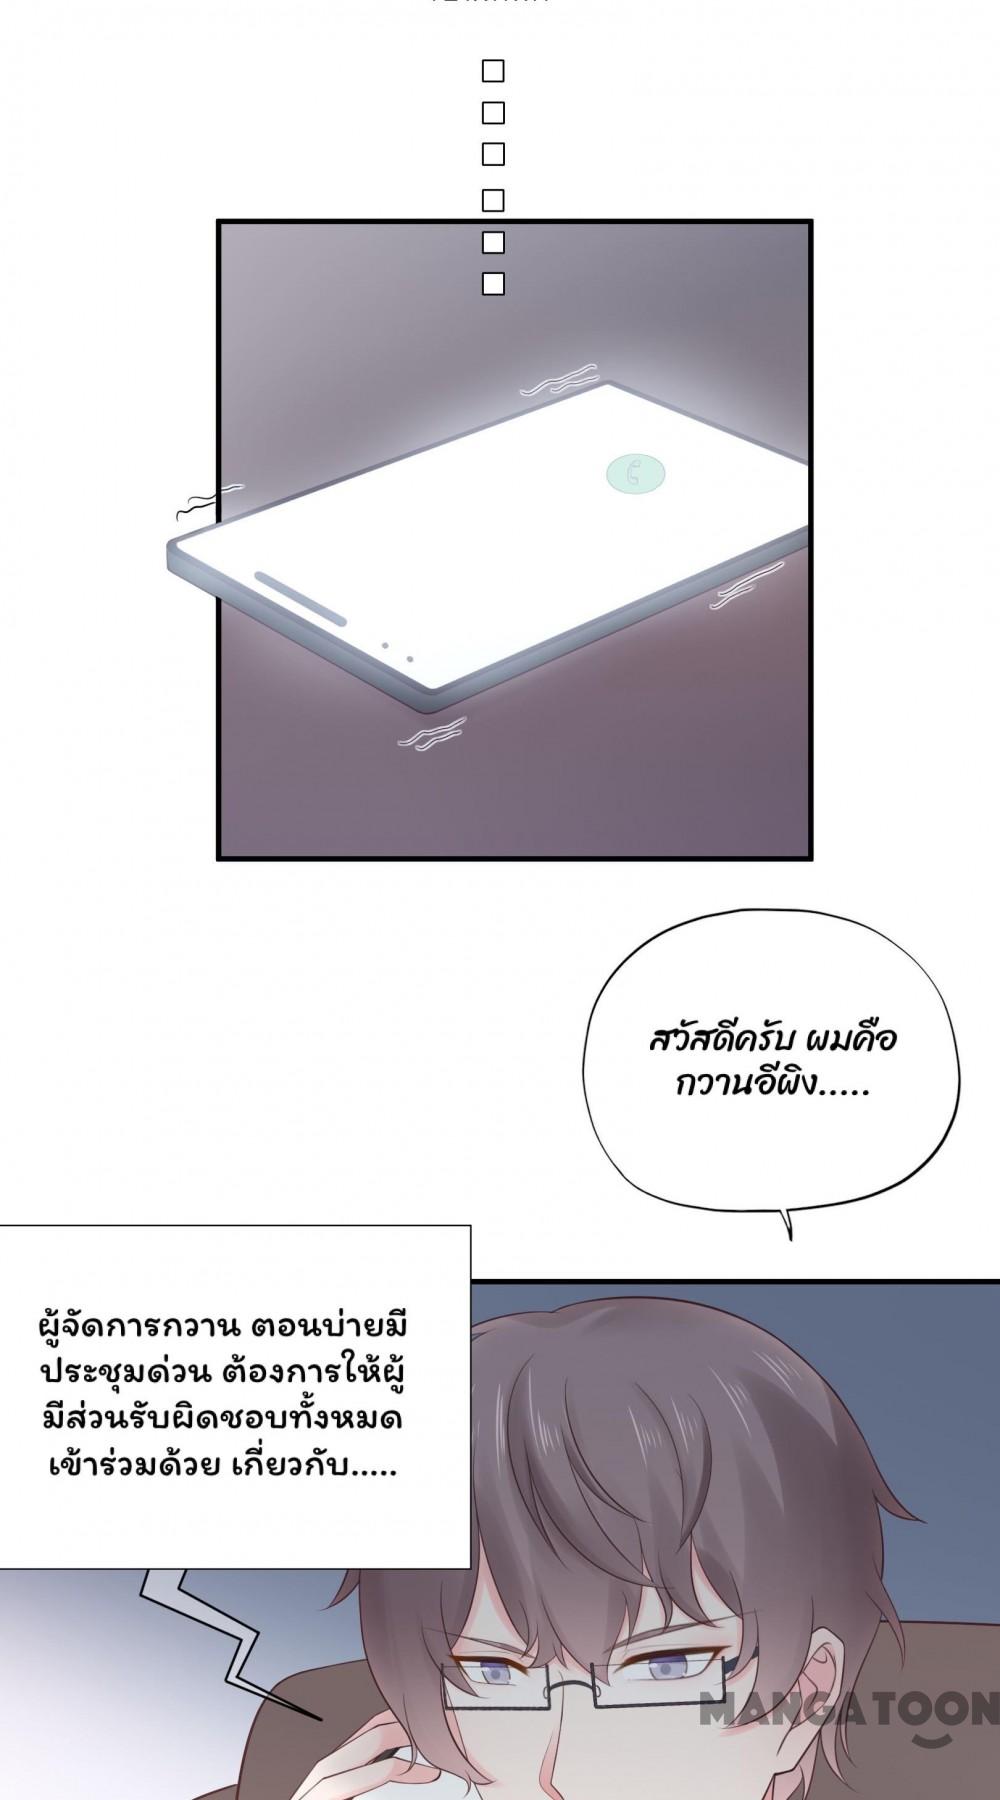 □
□
□
□
□
□
สวัสดีครับ ผมคือ
กวานอีผิง.....
ผู้จัดการกวาน ตอนบ่ายมี
ประชุมด่วน ต้องการให้ผู้
มีส่วนรับผิดชอบทั้งหมด
เข้าร่วมด้วย เกี่ยวกับ.....
MANGATOON